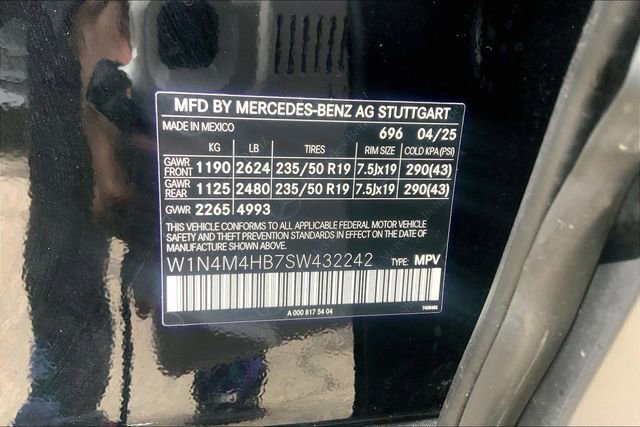 MFD BY MERCEDES-BENZ AG STUTTGART
MADE IN MEXICO 696 04/25
KG LB TIRES RIM SIZE COLD KPA (PSI)
GAWR FRONT 1190 2624 235/50 R19 7.5Jx19 290(43)
GAWR REAR 1125 2480 235/50 R19 7.5Jx19 290(43)
GVWR 2265 4993
THIS VEHICLE CONFORMS TO ALL APPLICABLE FEDERAL MOTOR VEHICLE
SAFETY AND THEFT PREVENTION STANDARDS IN EFFECT ON THE DATE OF
MANUFACTURE SHOWN ABOVE.
W1N4M4HB7SW432242 TYPE: MPV
A 000 817 54 04